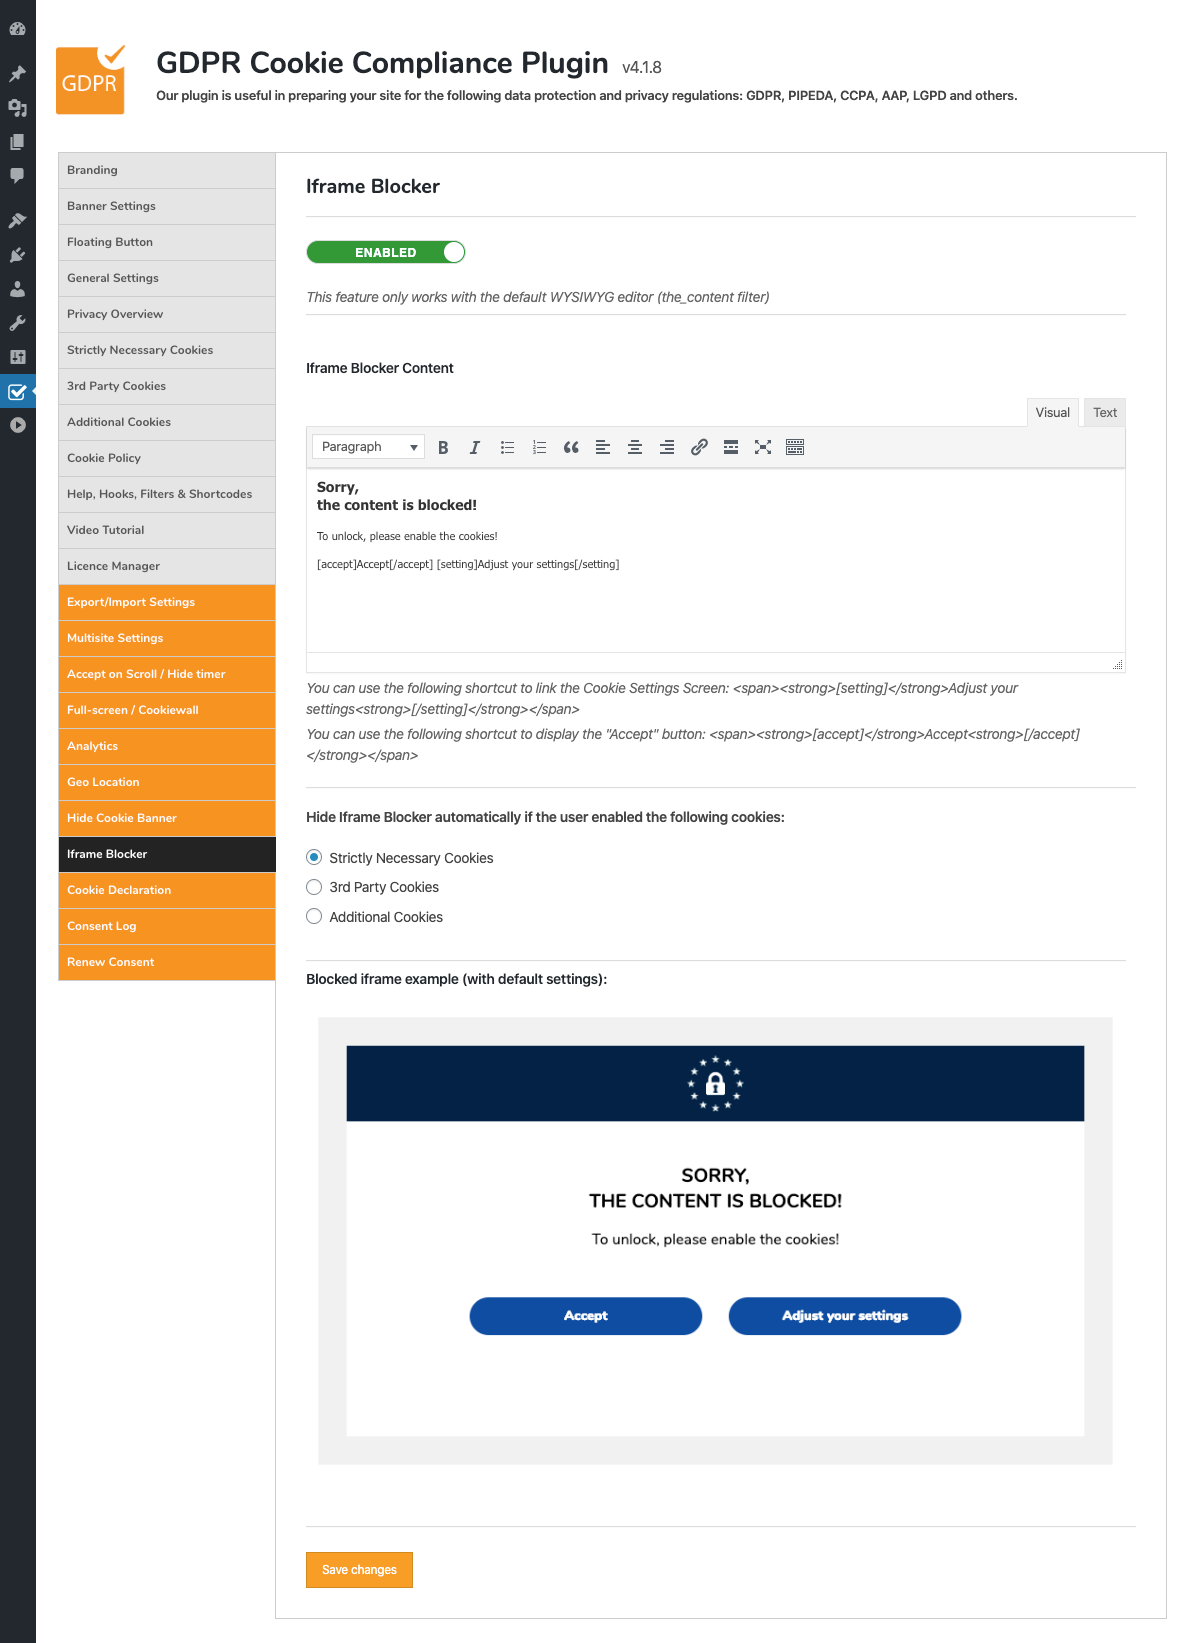 GDPR
GDPR Cookie Compliance Plugin v4.1.8
Our plugin is useful in preparing your site for the following data protection and privacy regulations: GDPR, PIPEDA, CCPA, AAP, LGPD and others.
Branding
Banner Settings
Floating Button
General Settings
Privacy Overview
Strictly Necessary Cookies
3rd Party Cookies
Additional Cookies
Cookie Policy
Help, Hooks, Filters & Shortcodes
Video Tutorial
Licence Manager
Export/Import Settings
Multisite Settings
Accept on Scroll / Hide timer
Full-screen / Cookiewall
Analytics
Geo Location
Hide Cookie Banner
Iframe Blocker
Cookie Declaration
Consent Log
Renew Consent
Iframe Blocker
ENABLED
This feature only works with the default WYSIWYG editor (the_content filter)
Iframe Blocker Content
Visual Text
Paragraph
Sorry,
the content is blocked!
To unlock, please enable the cookies!
[accept]Accept[/accept] [setting]Adjust your settings[/setting]
You can use the following shortcut to link the Cookie Settings Screen: <span><strong>[setting]</strong>Adjust your
settings<strong>[/setting]</strong></span>
You can use the following shortcut to display the "Accept" button: <span><strong>[accept]</strong>Accept<strong>[/accept]
</strong></span>
Hide Iframe Blocker automatically if the user enabled the following cookies:
Strictly Necessary Cookies
3rd Party Cookies
Additional Cookies
Blocked iframe example (with default settings):
SORRY,
THE CONTENT IS BLOCKED!
To unlock, please enable the cookies!
Accept Adjust your settings
Save changes